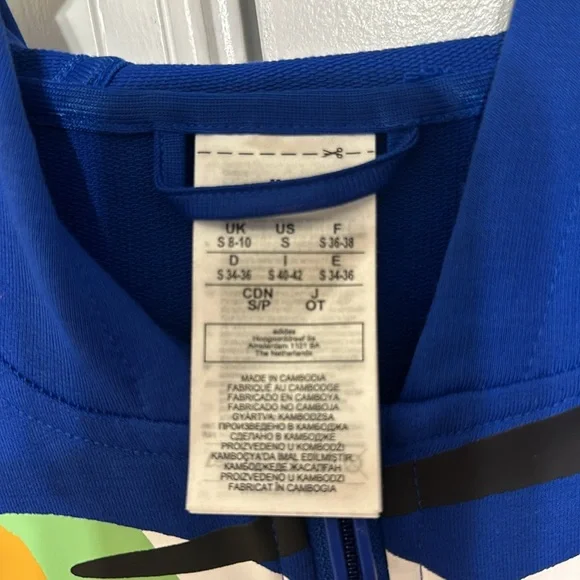 UK US F
S 8-10 S S 36-38
D I E
S 34-36 S 40-42 S 34-36
CDN J
S/P OT
adidas
Hoogoorddreef 9a
Amsterdam 1101 BA
The Netherlands
MADE IN CAMBODIA
FABRIQUÉ AU CAMBODGE
FABRICADO EN CAMBOYA
FABRICADO NO CAMBOJA
GYÁRTVA: KAMBODZSA
ПРОИЗВЕДЕНО В КАМБОДЖА
СДЕЛАНО В КАМБОДЖЕ
PROIZVEDENO U KOMBODŽI
KAMBOÇYA'DA İMAL EDİLMİŞTİR
КАМБОДЖЕДЕ ЖАСАЛҒАН
PROIZVEDENO U KAMBODŽI
FABRICAT ÎN CAMBOGIA